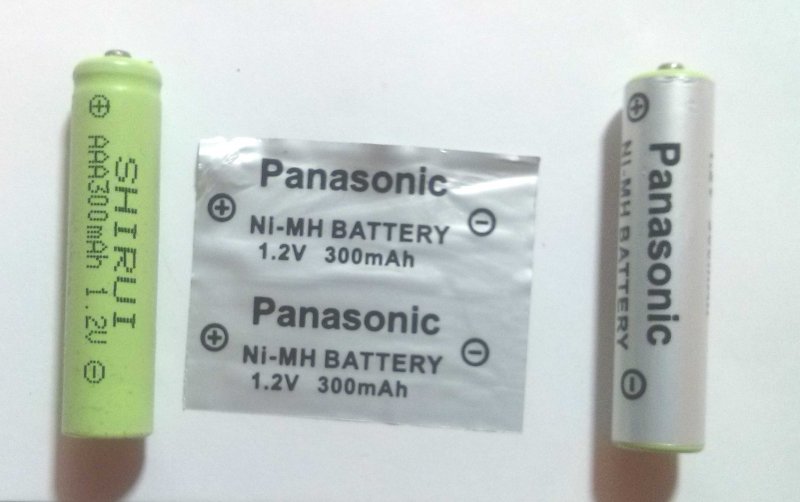 ⊕ AAA300mAh 1.2V ⊖
SHIRUI
Panasonic
⊕ Ni-MH BATTERY ⊖
1.2V 300mAh
Panasonic
⊕ Ni-MH BATTERY ⊖
1.2V 300mAh
Panasonic
⊕ Ni-MH BATTERY ⊖